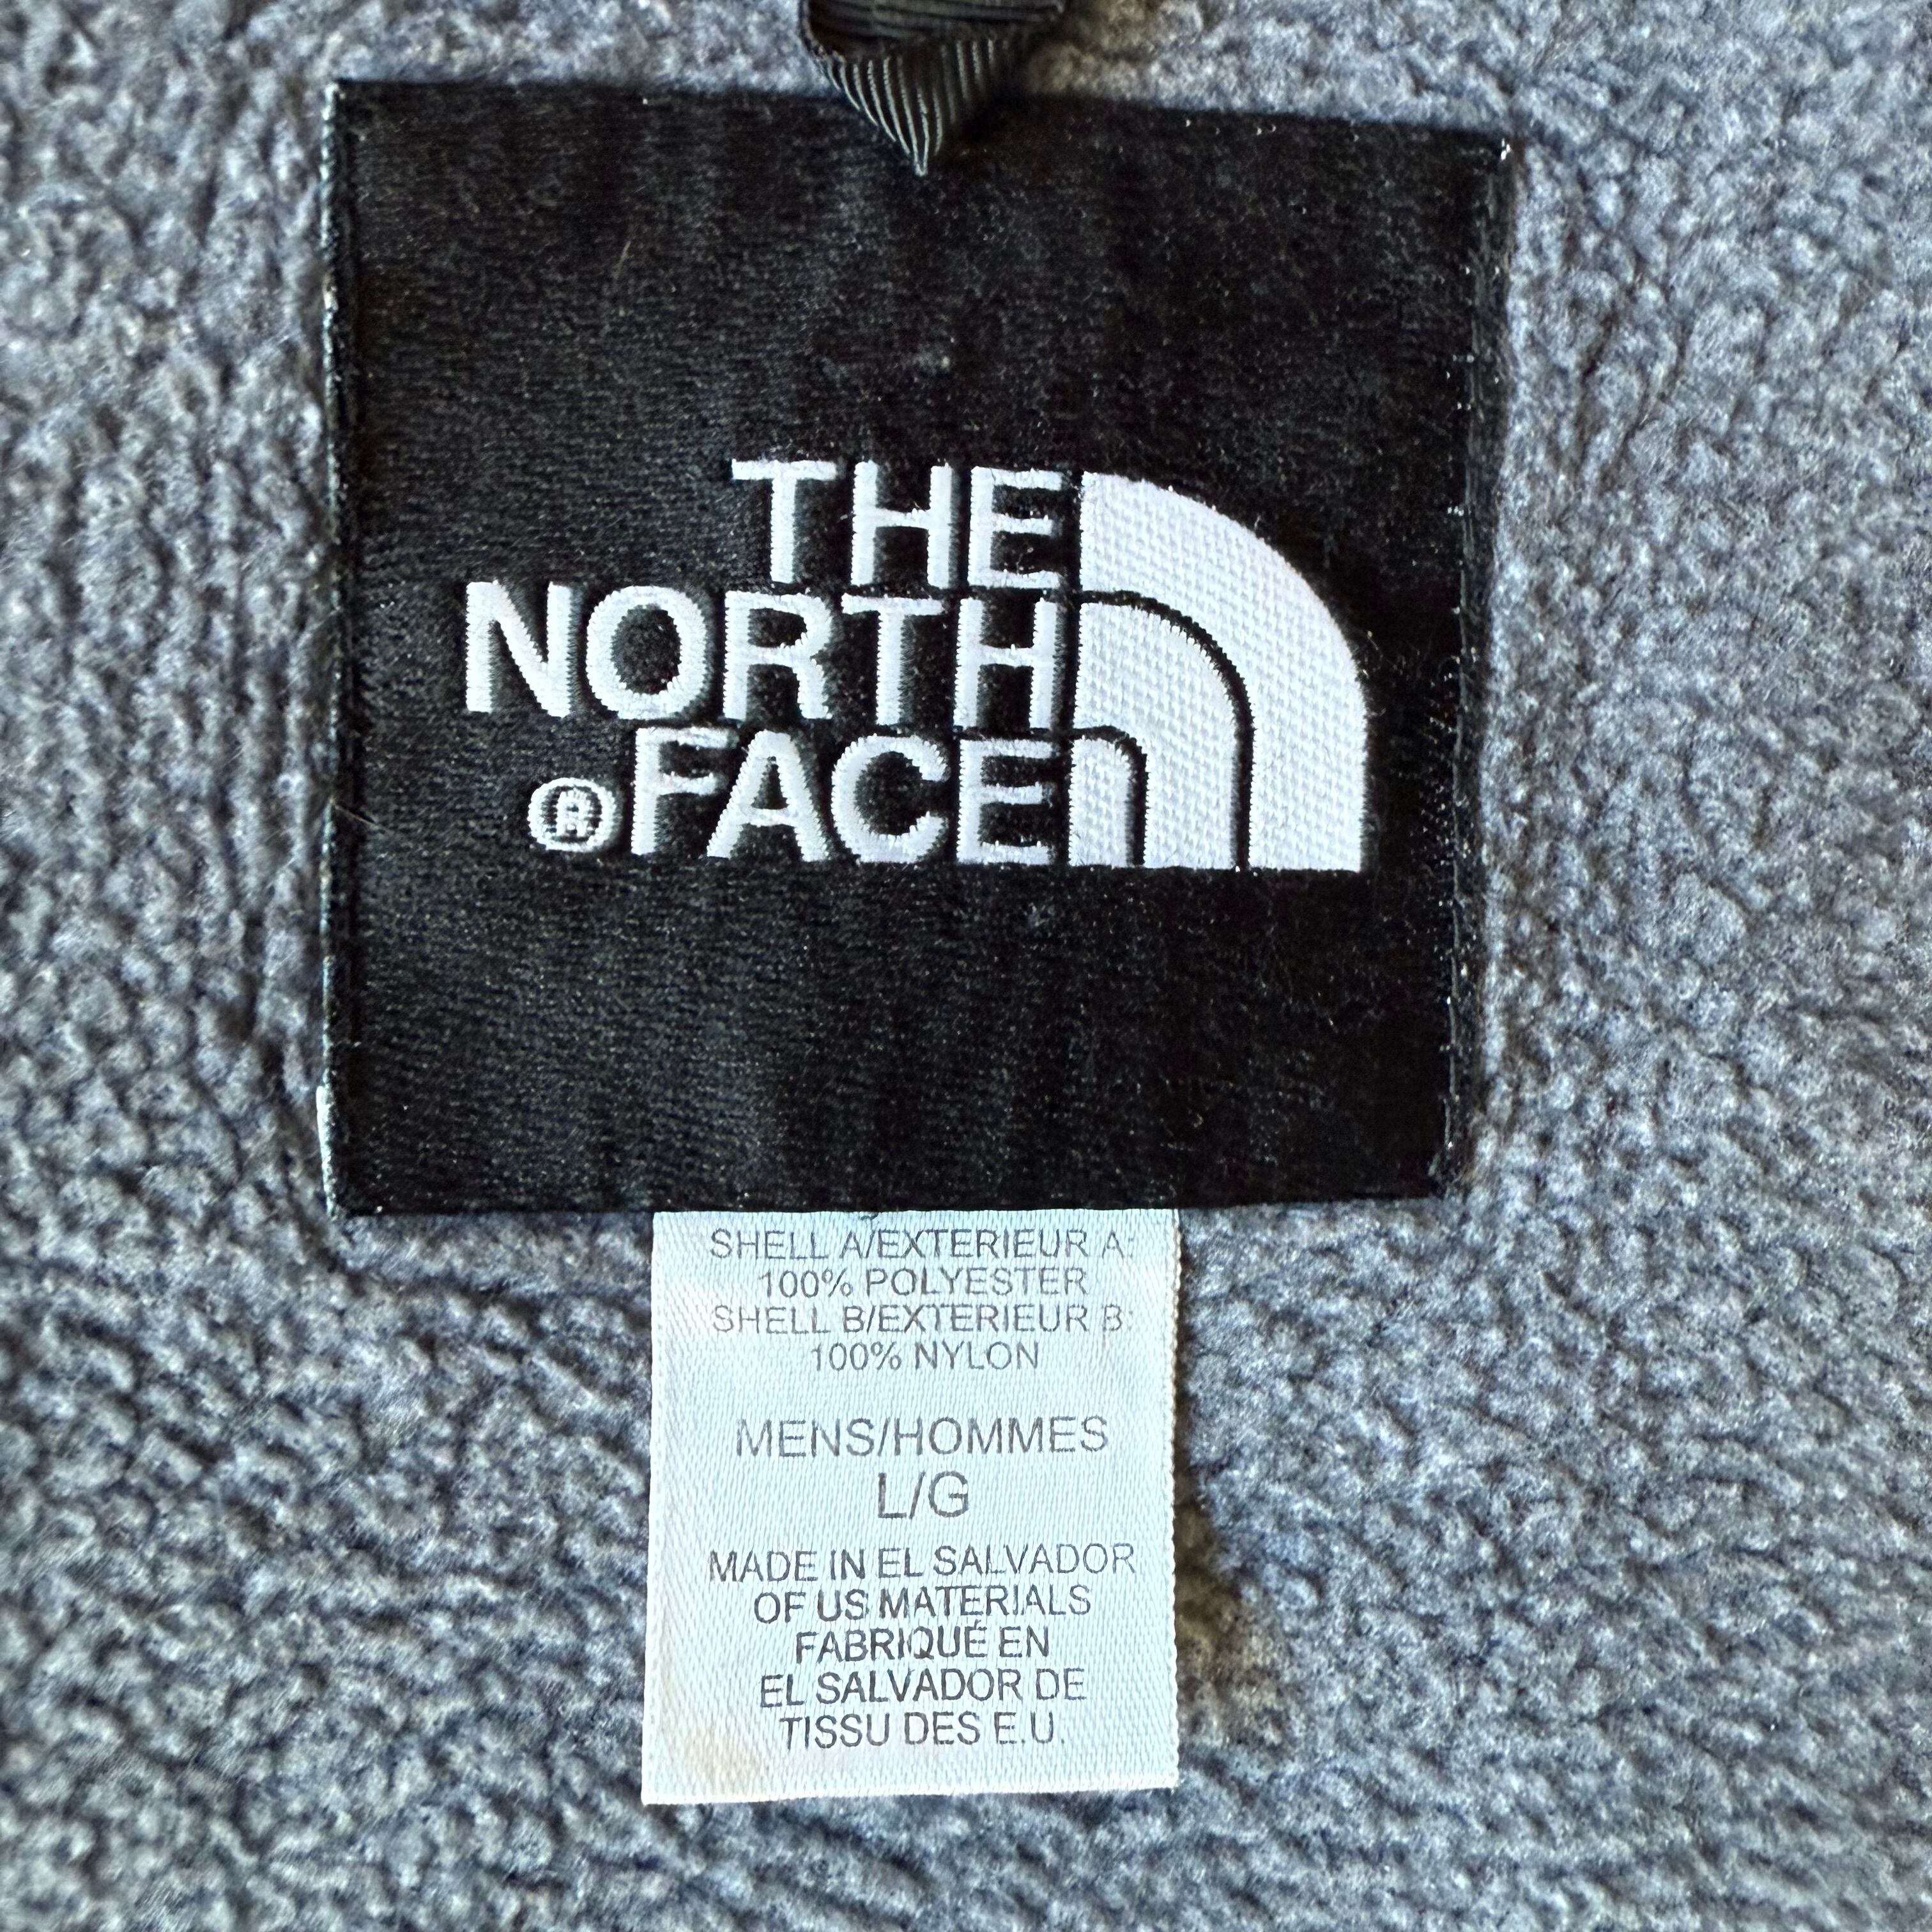 THE
NORTH
® FACE
SHELL A/EXTERIEUR A:
100% POLYESTER
SHELL B/EXTERIEUR B:
100% NYLON
MENS/HOMMES
L/G
MADE IN EL SALVADOR
OF US MATERIALS
FABRIQUÉ EN
EL SALVADOR DE
TISSU DES E.U.